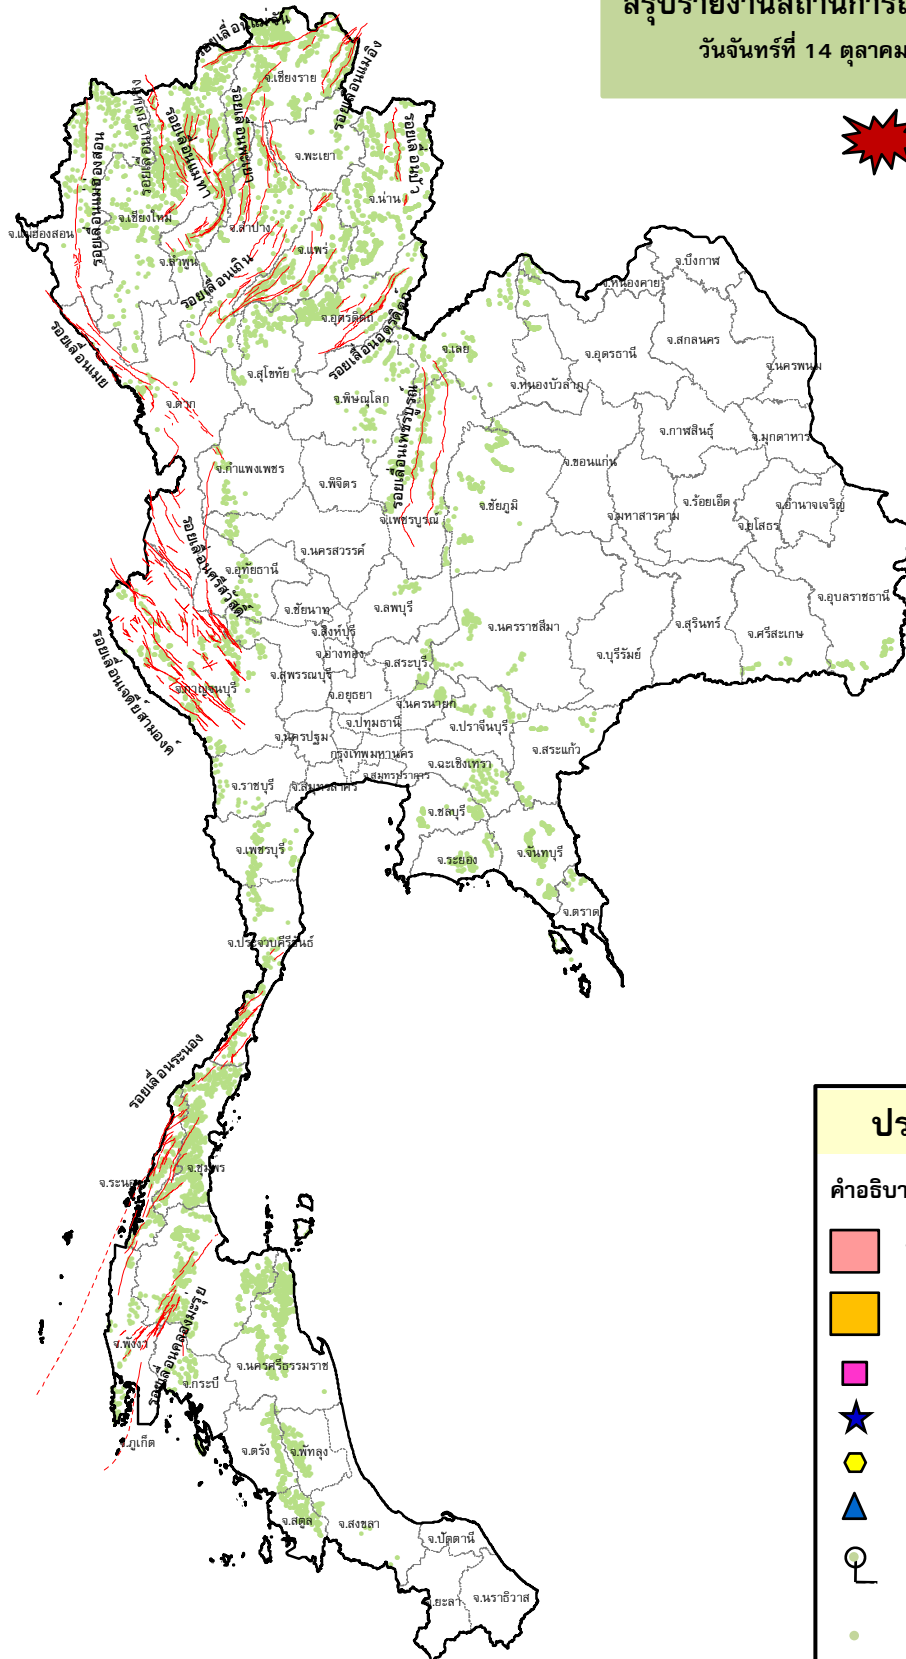 สรุปรายงานสถานการณ์
วันจันทร์ที่ 14 ตุลาคม
รอยเลื่อนแม่จัน
จ.เชียงราย
รอยเลื่อนแม่อิง
รอยเลื่อนแม่ทา
รอยเลื่อนพะเยา
รอยเลื่อนปัว
จ.พะเยา
รอยเลื่อนแม่ฮ่องสอน
จ.น่าน
จ.เชียงใหม่
จ.ลำปาง
จ.แม่ฮ่องสอน
จ.แพร่
จ.ลำพูน
รอยเลื่อนเถิน
จ.บึงกาฬ
จ.หนองคาย
จ.อุตรดิตถ์
รอยเลื่อนอุตรดิตถ์
รอยเลื่อนเมย
จ.เลย
จ.สกลนคร
จ.อุดรธานี
จ.นครพนม
จ.สุโขทัย
จ.หนองบัวลำภู
จ.พิษณุโลก
จ.ตาก
รอยเลื่อนเพชรบูรณ์
จ.กาฬสินธุ์
จ.มุกดาหาร
จ.กำแพงเพชร
จ.ขอนแก่น
จ.พิจิตร
จ.ชัยภูมิ
จ.ร้อยเอ็ด
จ.อำนาจเจริญ
จ.เพชรบูรณ์
จ.มหาสารคาม
จ.ยโสธร
รอยเลื่อนศรีสวัสดิ์
จ.นครสวรรค์
จ.อุทัยธานี
จ.อุบลราชธานี
จ.ชัยนาท
จ.ลพบุรี
จ.นครราชสีมา
จ.สุรินทร์
จ.สิงห์บุรี
จ.ศรีสะเกษ
จ.อ่างทอง
จ.บุรีรัมย์
จ.สระบุรี
จ.สุพรรณบุรี
จ.กาญจนบุรี
จ.อยุธยา
จ.นครนายก
รอยเลื่อนเจดีย์สามองค์
จ.ปทุมธานี
จ.ปราจีนบุรี
จ.นครปฐม
จ.สระแก้ว
กรุงเทพมหานคร
จ.ฉะเชิงเทรา
จ.สมุทรปราการ
จ.ราชบุรี
จ.สมุทรสาคร
จ.ชลบุรี
จ.เพชรบุรี
จ.ระยอง
จ.จันทบุรี
จ.ตราด
จ.ประจวบคีรีขันธ์
รอยเลื่อนระนอง
จ.ชุมพร
จ.ระนอง
รอยเลื่อนคลองมะรุ่ย
จ.พังงา
จ.นครศรีธรรมราช
จ.กระบี่
จ.ภูเก็ต
จ.ตรัง
จ.พัทลุง
จ.สตูล
จ.สงขลา
จ.ปัตตานี
จ.ยะลา
จ.นราธิวาส
ปร
คำอธิบา